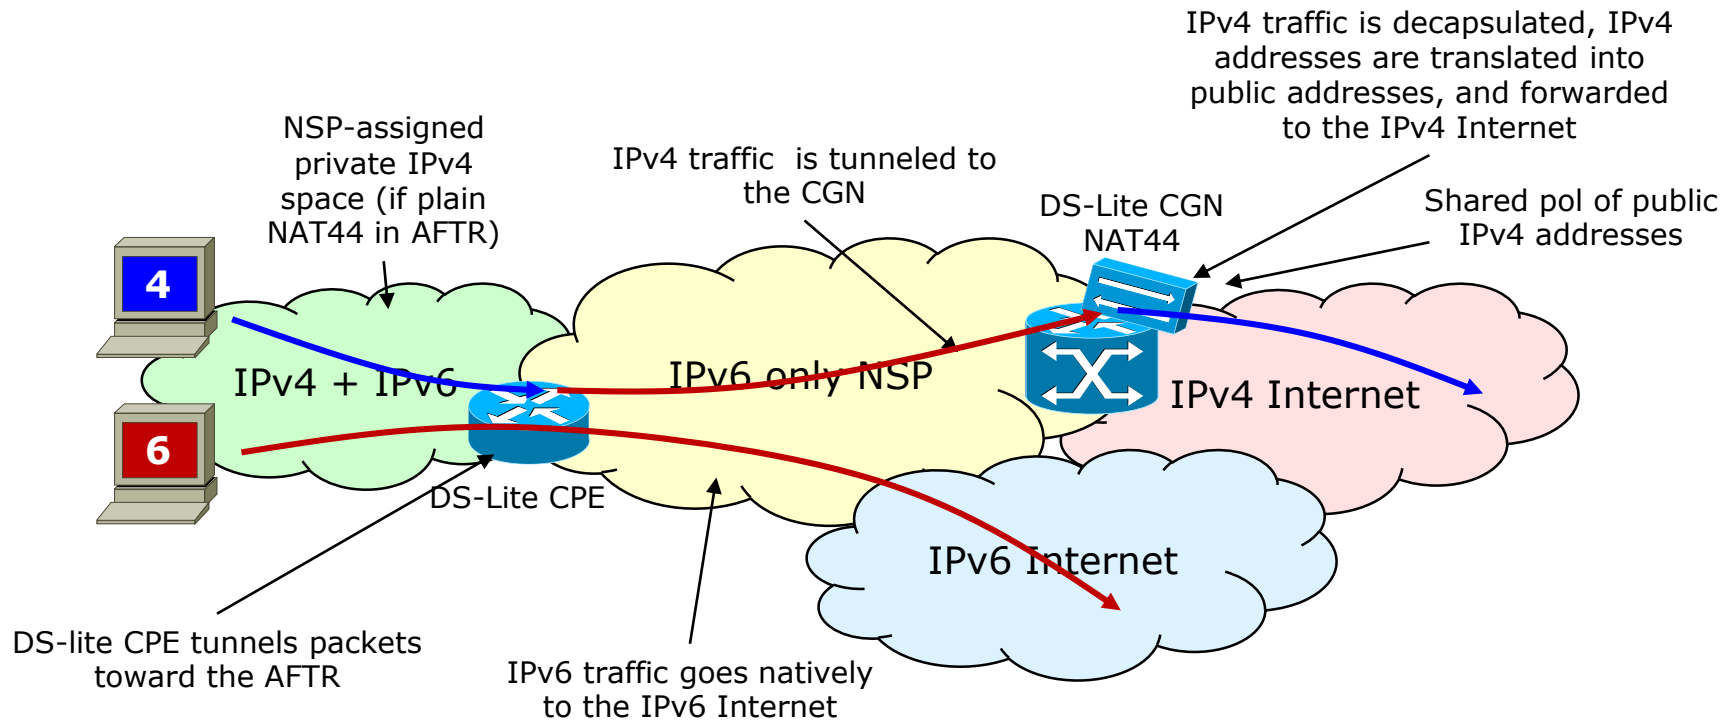 IPv4 traffic is decapsulated, IPv4
addresses are translated into
public addresses, and forwarded
to the IPv4 Internet
NSP-assigned
private IPv4
space (if plain
NAT44 in AFTR)
IPv4 traffic is tunneled to
the CGN
DS-Lite CGN
NAT44
Shared pol of public
IPv4 addresses
4
IPv4 + IPv6
IPv6 only NSP
IPv4 Internet
6
DS-Lite CPE
IPv6 Internet
DS-lite CPE tunnels packets
toward the AFTR
IPv6 traffic goes natively
to the IPv6 Internet